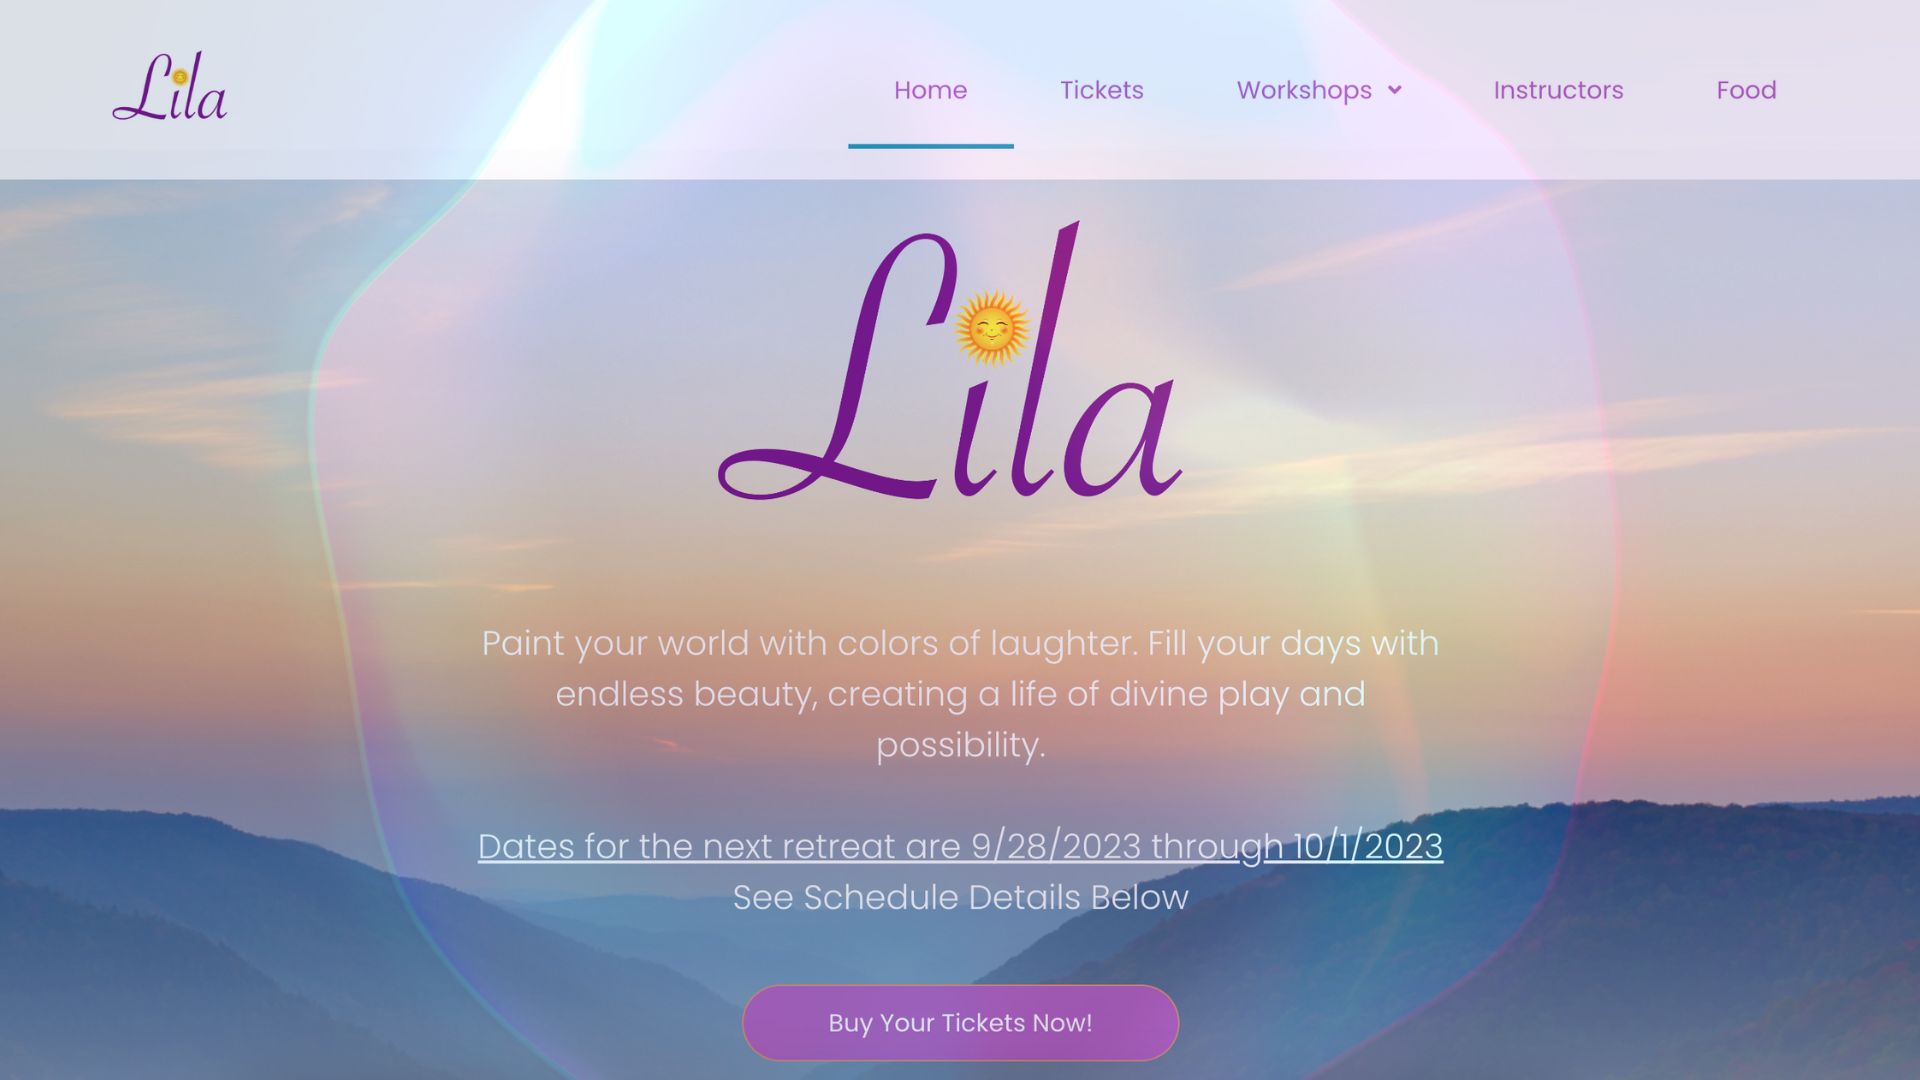 Lila
Home Tickets Workshops Instructors Food
Lila
Paint your world with colors of laughter. Fill your days with
endless beauty, creating a life of divine play and
possibility.
Dates for the next retreat are 9/28/2023 through 10/1/2023
See Schedule Details Below
Buy Your Tickets Now!